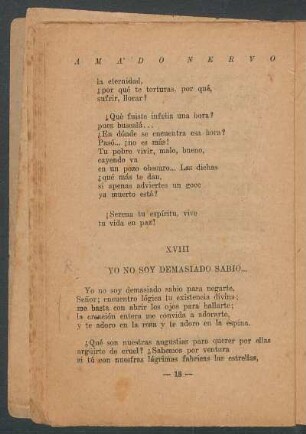 AMADO NERVO
la eternidad,
¿por qué te torturas, por qué,
sufrir, llorar?
¿Qué fuiste infeliz una hora?
pues búscala...
¿En dónde se encuentra esa hora?
Pasó... ¡no es más!
Tu pobre vivir, malo, bueno,
cayendo va
en un pozo obscuro... Las dichas
¿qué más te dan,
si apenas adviertes un goce
ya muerto está?
¡Serena tu espíritu, vive
tu vida en paz!
XVIII
YO NO SOY DEMASIADO SABIO...
Yo no soy demasiado sabio para negarte,
Señor; encuentro lógica tu existencia divina;
me basta con abrir los ojos para hallarte;
la creación entera me convida a adorarte,
y te adoro en la rosa y te adoro en la espina.
¿Qué son nuestras angustias para querer por ellas
argüirte de cruel? ¿Sabemos por ventura
si tú con nuestras lágrimas fabricas las estrellas,
— 18 —